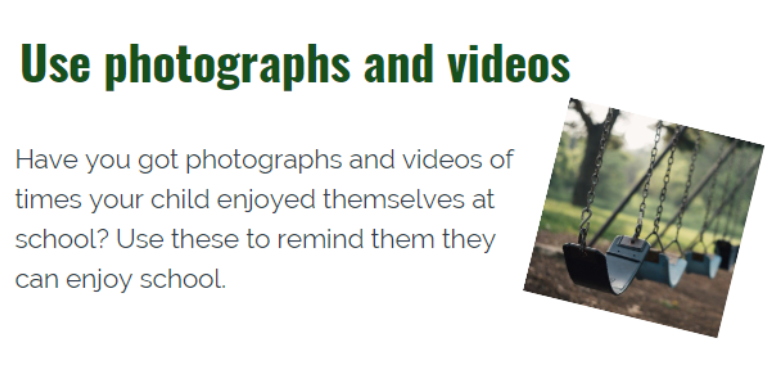 Use photographs and videos
Have you got photographs and videos of
times your child enjoyed themselves at
school? Use these to remind them they
can enjoy school.